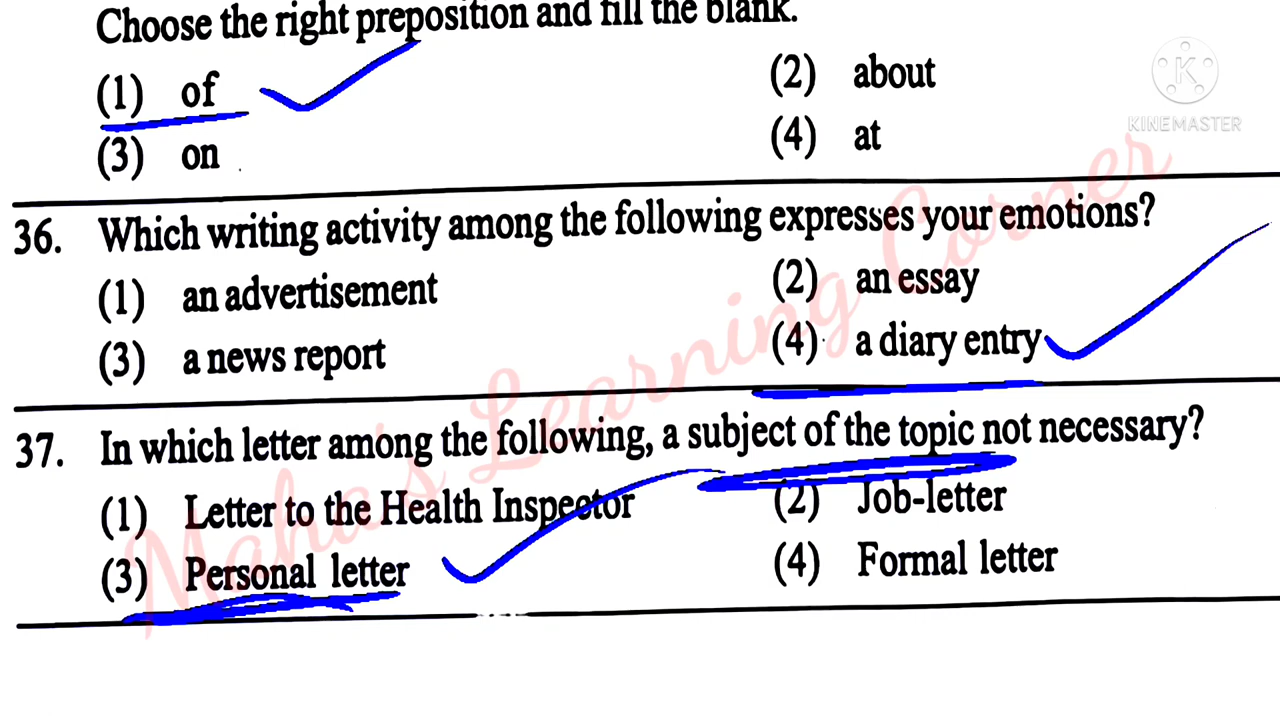 Choose the right preposition and fill the blank.
(1) of (2) about
(3) on (4) at
KINEMASTER
36. Which writing activity among the following expresses your emotions?
(1) an advertisement (2) an essay
(3) a news report (4) a diary entry
37. In which letter among the following, a subject of the topic not necessary?
(1) Letter to the Health Inspector (2) Job-letter
(3) Personal letter (4) Formal letter
Maha's Learning Corner